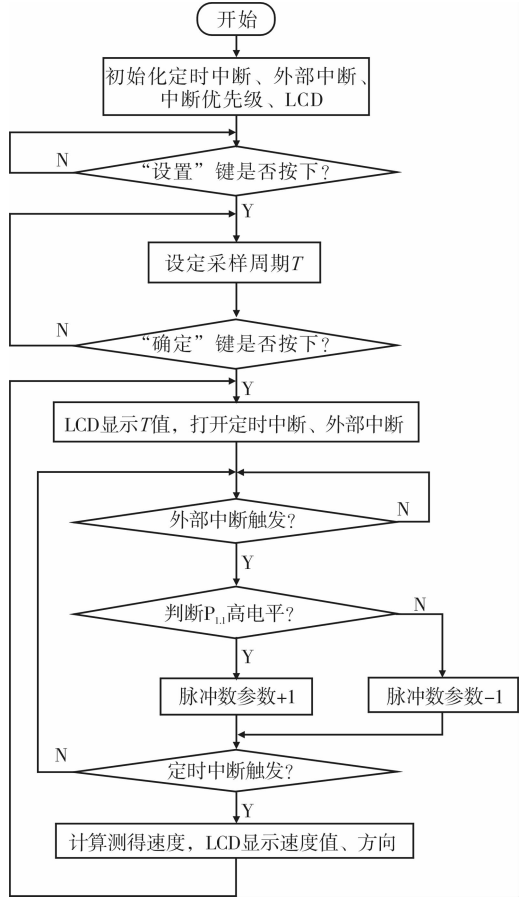 开始
初始化定时中断、外部中断、
中断优先级、LCD
N
“设置”键是否按下？
Y
设定采样周期T
N
“确定”键是否按下？
Y
LCD显示T值，打开定时中断、外部中断
外部中断触发？
N
Y
判断P1.1高电平？
N
Y
脉冲数参数+1
脉冲数参数-1
N
定时中断触发？
Y
计算测得速度，LCD显示速度值、方向